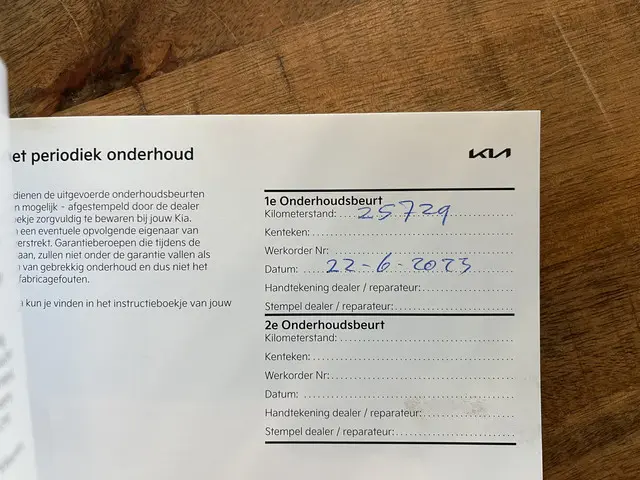 et periodiek onderhoud
KIA
dienen de uitgevoerde onderhoudsbeurten
n mogelijk - afgestempeld door de dealer
ekje zorgvuldig te bewaren bij jouw Kia.
een eventuele opvolgende eigenaar van
erstrekt. Garantieberoepen die tijdens de
aan, zullen niet onder de garantie vallen als
van gebrekkig onderhoud en dus niet het
fabricagefouten.
kun je vinden in het instructieboekje van jouw
1e Onderhoudsbeurt
Kilometerstand: 25729
Kenteken:
Werkorder Nr:
Datum: 22-6-2023
Handtekening dealer / reparateur:
Stempel dealer / reparateur:
2e Onderhoudsbeurt
Kilometerstand:
Kenteken:
Werkorder Nr:
Datum:
Handtekening dealer / reparateur:
Stempel dealer / reparateur: